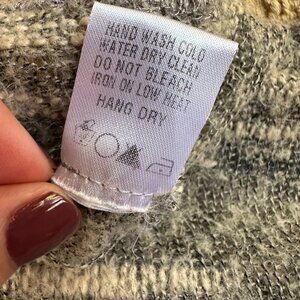 HAND WASH COLD
WATER DRY CLEAN
DO NOT BLEACH
IRON ON LOW HEAT
HANG DRY